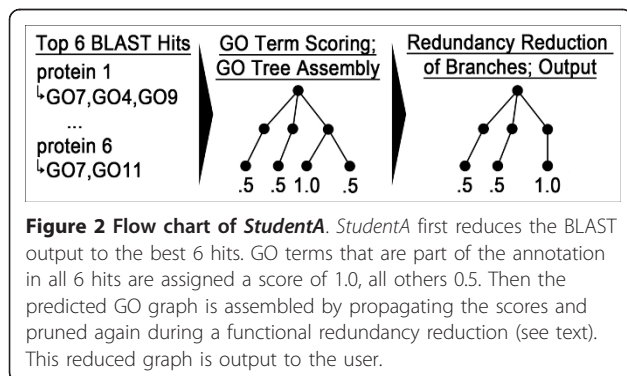 Top 6 BLAST Hits
protein 1
↳GO7,GO4,GO9
...
protein 6
↳GO7,GO11
GO Term Scoring;
GO Tree Assembly
.5 .5 1.0 .5
Redundancy Reduction
of Branches; Output
.5 .5 1.0
Figure 2 Flow chart of StudentA. StudentA first reduces the BLAST
output to the best 6 hits. GO terms that are part of the annotation
in all 6 hits are assigned a score of 1.0, all others 0.5. Then the
predicted GO graph is assembled by propagating the scores and
pruned again during a functional redundancy reduction (see text).
This reduced graph is output to the user.